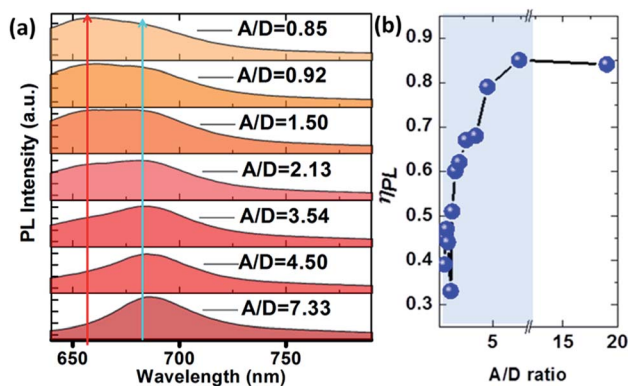 (a)
A/D=0.85
A/D=0.92
A/D=1.50
A/D=2.13
A/D=3.54
A/D=4.50
A/D=7.33
PL Intensity (a.u.)
650 700 750
Wavelength (nm)
(b)
0.9
0.8
0.7
0.6
0.5
0.4
0.3
ηPL
5 15 20
A/D ratio